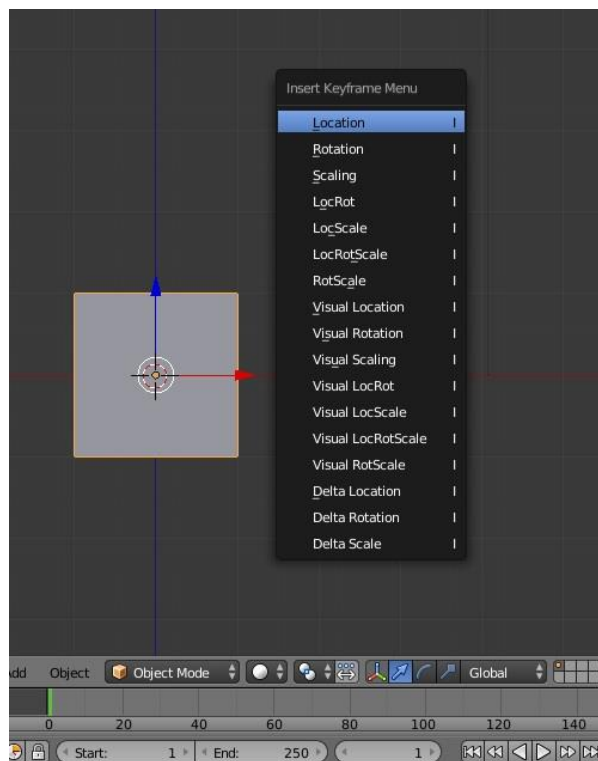 Insert Keyframe Menu
Location I
Rotation I
Scaling I
LocRot I
LocScale I
LocRotScale I
RotScale I
Visual Location I
Visual Rotation I
Visual Scaling I
Visual LocRot I
Visual LocScale I
Visual LocRotScale I
Visual RotScale I
Delta Location I
Delta Rotation I
Delta Scale I
dd Object Object Mode Global
0 20 40 60 80 100 120 140
Start: 1 End: 250 1